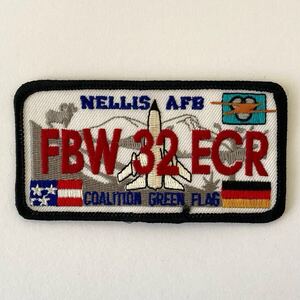 NELLIS AFB
FBW 32 ECR
COALITION GREEN FLAG